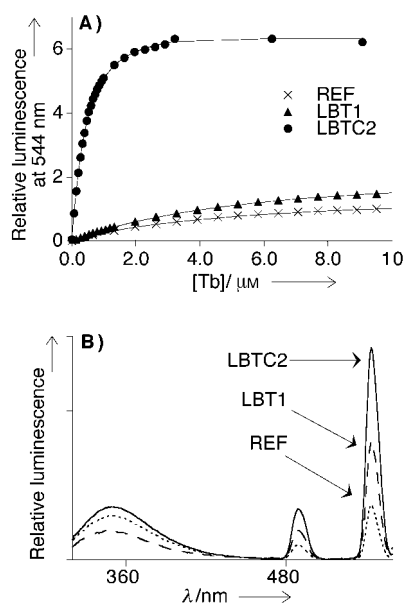 A)
Relative luminescence
at 544 nm
6
4
2
0
× REF
▲ LBT1
● LBTC2
0.0 2.0 4.0 6.0 8.0 10
[Tb]/ μM
B)
Relative luminescence
LBTC2
LBT1
REF
360 480
λ/nm